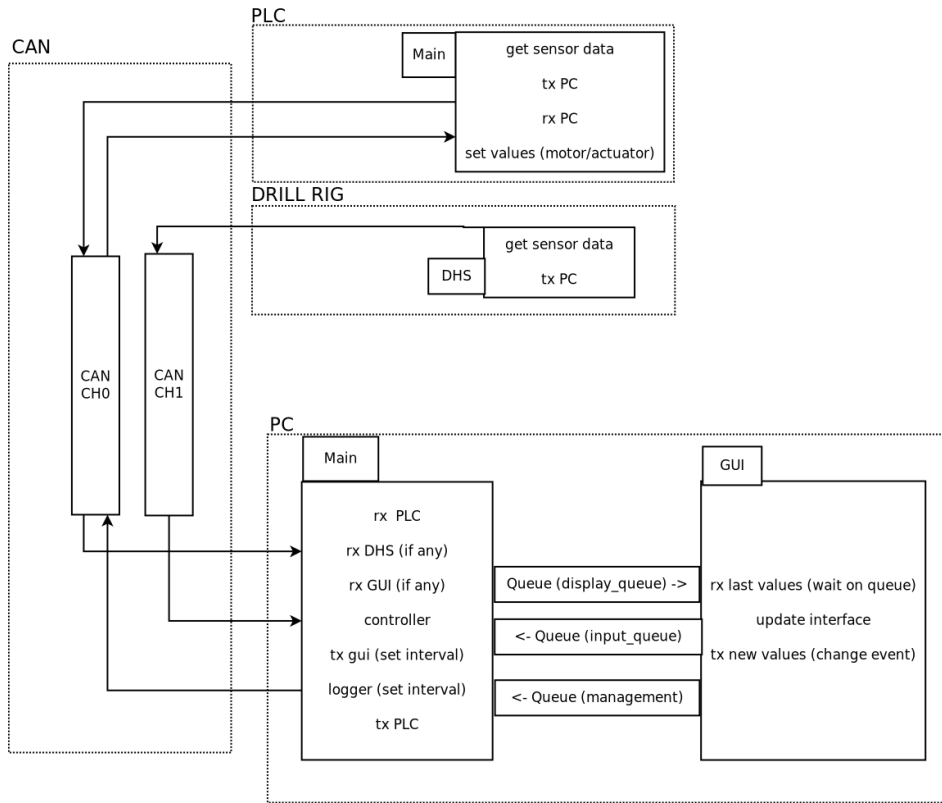 PLC
CAN
Main
get sensor data
tx PC
rx PC
set values (motor/actuator)
DRILL RIG
get sensor data
DHS
tx PC
CAN
CH0
CAN
CH1
PC
Main
GUI
rx  PLC
rx DHS (if any)
rx GUI (if any)
controller
tx gui (set interval)
logger (set interval)
tx PLC
Queue (display_queue) ->
<- Queue (input_queue)
<- Queue (management)
rx last values (wait on queue)
update interface
tx new values (change event)